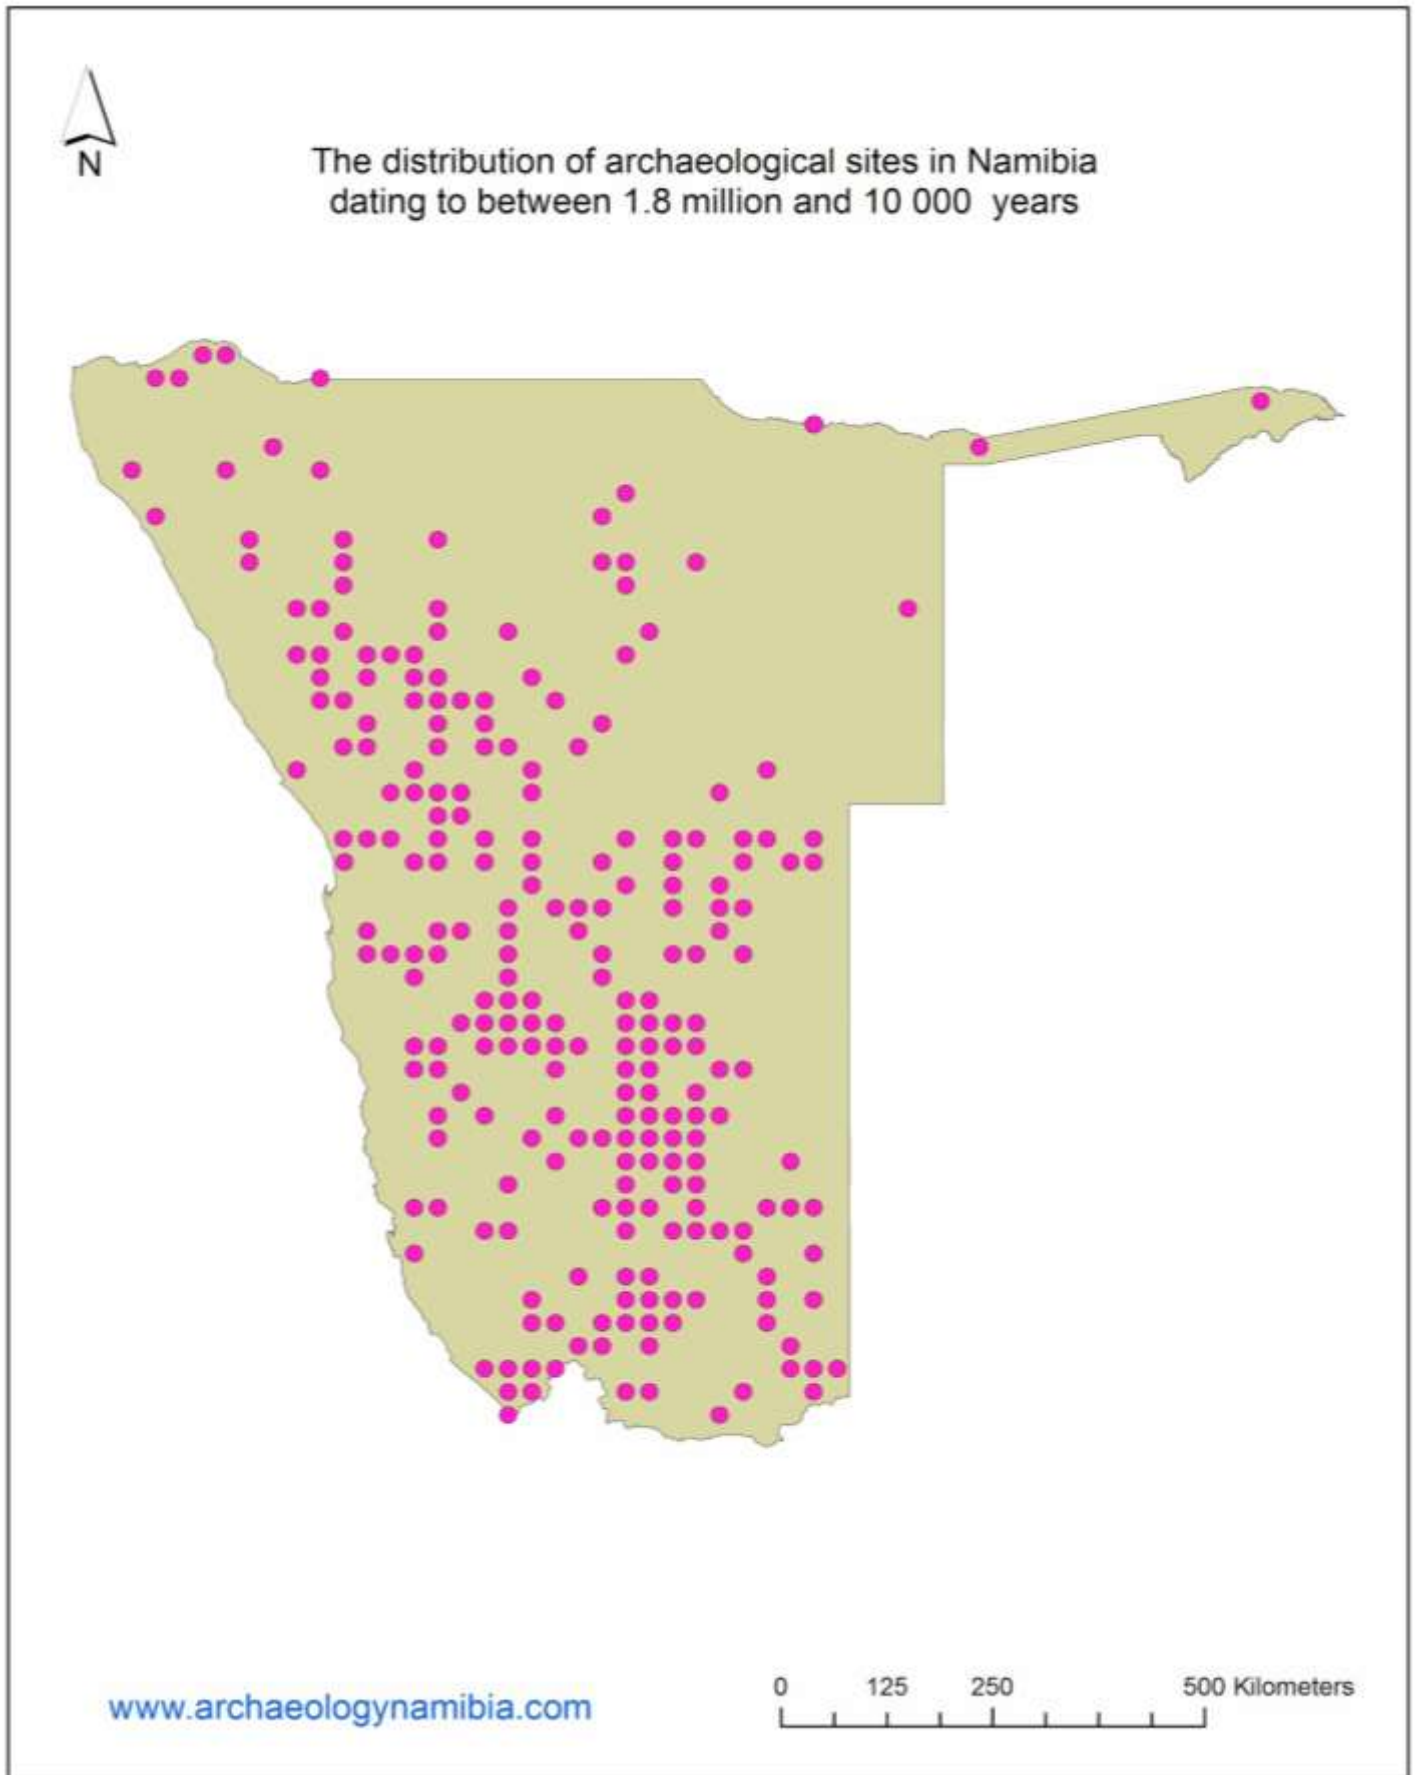 N
The distribution of archaeological sites in Namibia
dating to between 1.8 million and 10 000 years
www.archaeologynamibia.com
0 125 250 500 Kilometers